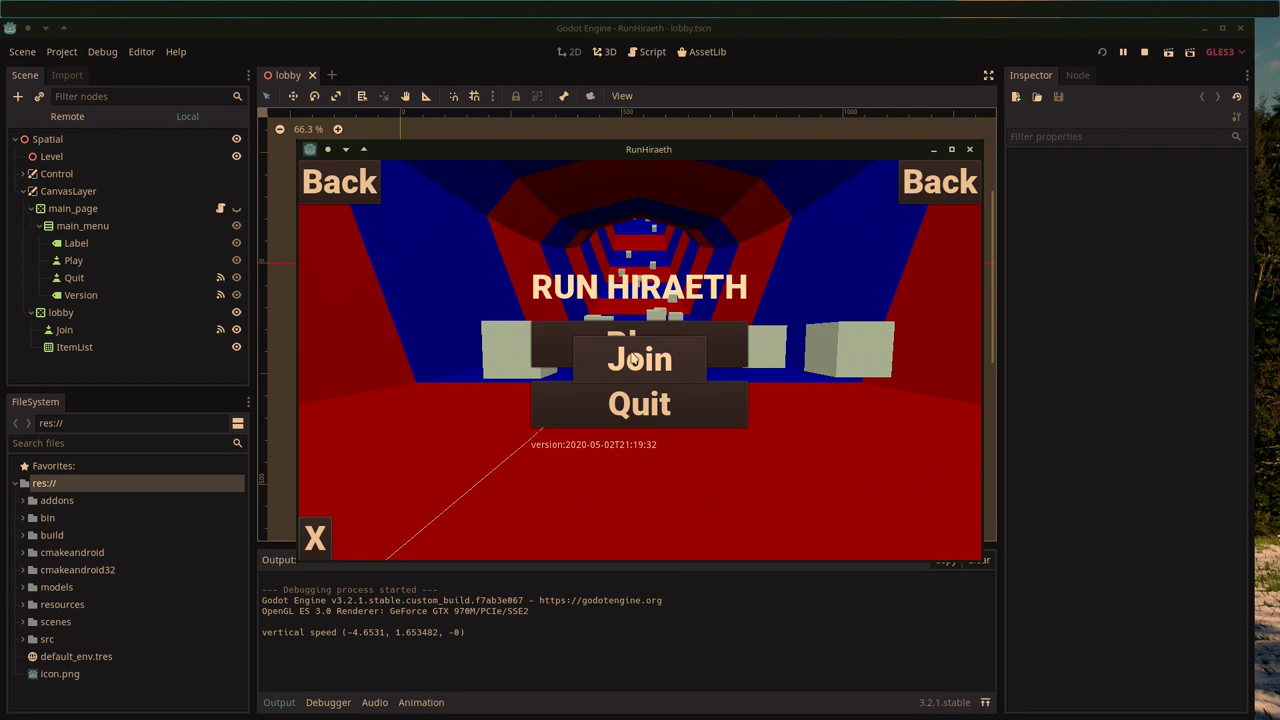 Godot Engine - RunHiraeth - lobby.tscn
Scene Project Debug Editor Help
2D 3D Script AssetLib
GLES3
Scene Import
Filter nodes
Remote Local
Spatial
Level
Control
CanvasLayer
main_page
main_menu
Label
Play
Quit
Version
lobby
Join
ItemList
FileSystem
res://
Search files
Favorites:
res://
addons
bin
build
cmakeandroid
cmakeandroid32
models
resources
scenes
src
default_env.tres
icon.png
lobby
View
0 500 1000
66.3 %
0
500
RunHiraeth
Back Back
RUN HIRAETH
Join
Quit
version:2020-05-02T21:19:32
X
Output:
--- Debugging process started ---
Godot Engine v3.2.1.stable.custom_build.f7ab3e067 - https://godotengine.org
OpenGL ES 3.0 Renderer: GeForce GTX 970M/PCIe/SSE2
vertical speed (-4.6531, 1.653482, -0)
Output Debugger Audio Animation 3.2.1.stable
Inspector Node
Filter properties